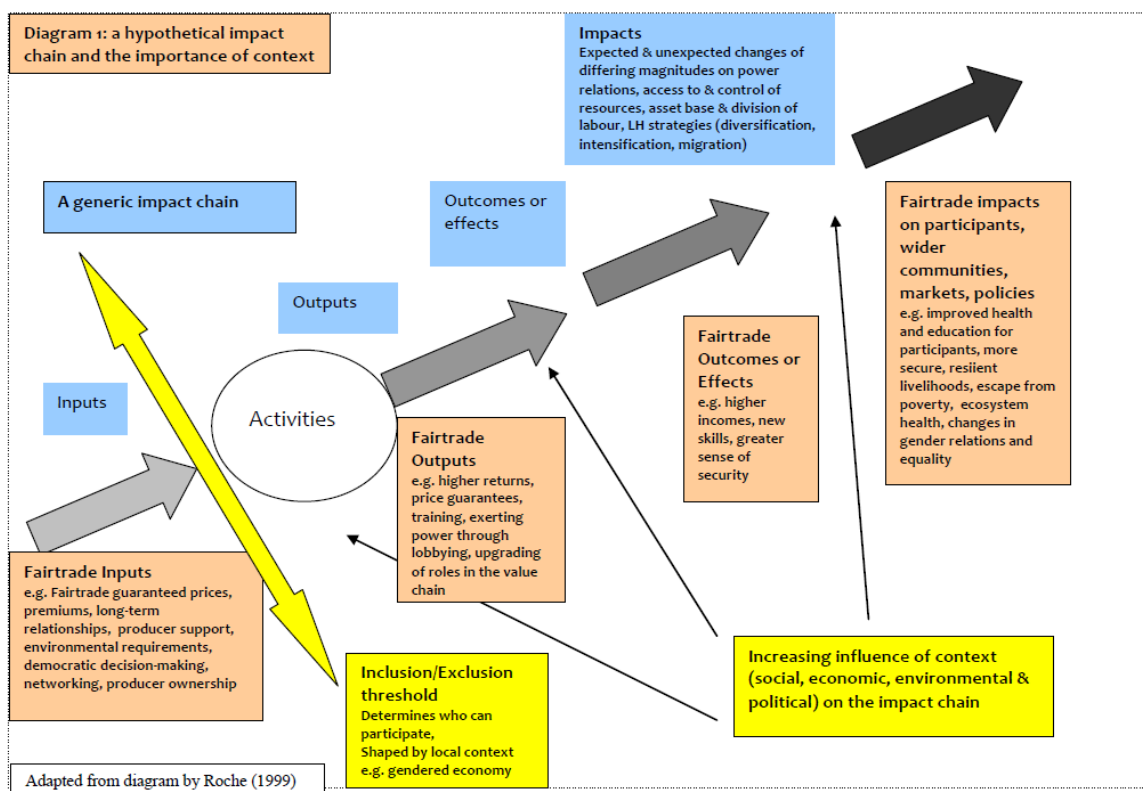 Diagram 1: a hypothetical impact
chain and the importance of context
Impacts
Expected & unexpected changes of
differing magnitudes on power
relations, access to & control of
resources, asset base & division of
labour, LH strategies (diversification,
intensification, migration)
A generic impact chain
Outcomes or
effects
Outputs
Inputs
Activities
Fairtrade impacts
on participants,
wider
communities,
markets, policies
e.g. improved health
and education for
participants, more
secure, resilient
livelihoods, escape from
poverty, ecosystem
health, changes in
gender relations and
equality
Fairtrade
Outcomes or
Effects
e.g. higher
incomes, new
skills, greater
sense of
security
Fairtrade
Outputs
e.g. higher returns,
price guarantees,
training, exerting
power through
lobbying, upgrading
of roles in the value
chain
Fairtrade Inputs
e.g. Fairtrade guaranteed prices,
premiums, long-term
relationships, producer support,
environmental requirements,
democratic decision-making,
networking, producer ownership
Inclusion/Exclusion
threshold
Determines who can
participate,
Shaped by local context
e.g. gendered economy
Increasing influence of context
(social, economic, environmental &
political) on the impact chain
Adapted from diagram by Roche (1999)